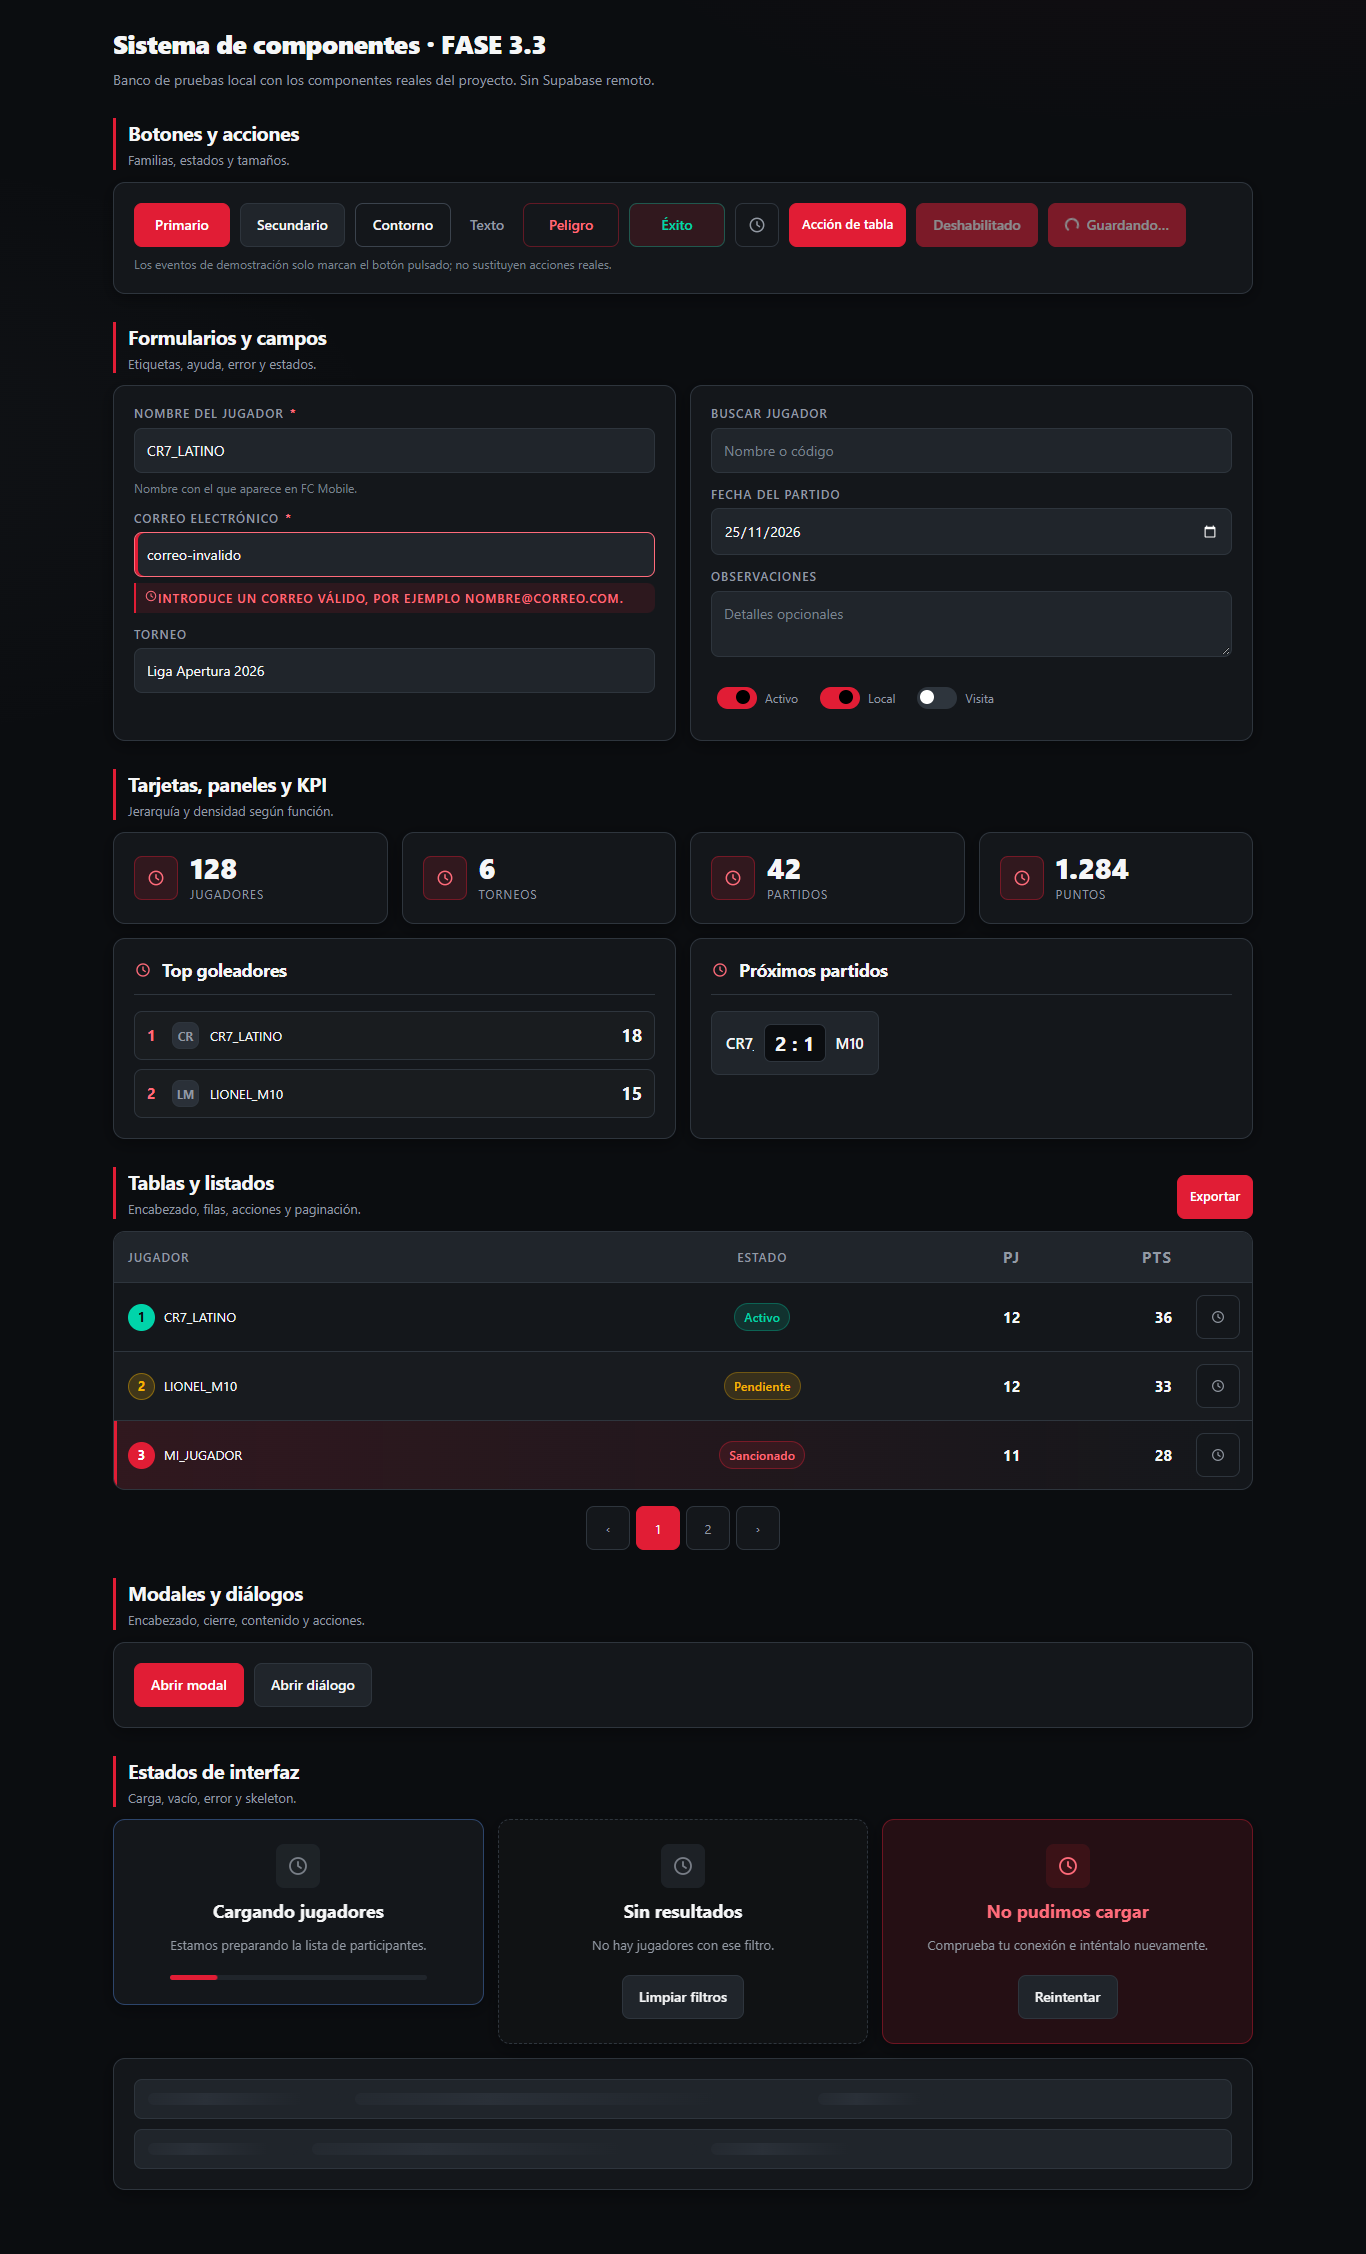 Sistema de componentes · FASE 3.3
Banco de pruebas local con los componentes reales del proyecto. Sin Supabase remoto.
Botones y acciones
Familias, estados y tamaños.
Primario Secundario Contorno Texto Peligro Éxito Acción de tabla Deshabilitado Guardando...
Los eventos de demostración solo marcan el botón pulsado; no sustituyen acciones reales.
Formularios y campos
Etiquetas, ayuda, error y estados.
NOMBRE DEL JUGADOR *
CR7_LATINO
Nombre con el que aparece en FC Mobile.
CORREO ELECTRÓNICO *
correo-invalido
INTRODUCE UN CORREO VÁLIDO, POR EJEMPLO NOMBRE@CORREO.COM.
TORNEO
Liga Apertura 2026
BUSCAR JUGADOR
Nombre o código
FECHA DEL PARTIDO
25/11/2026
OBSERVACIONES
Detalles opcionales
Activo Local Visita
Tarjetas, paneles y KPI
Jerarquía y densidad según función.
128
JUGADORES
6
TORNEOS
42
PARTIDOS
1.284
PUNTOS
Top goleadores
1 CR CR7_LATINO 18
2 LM LIONEL_M10 15
Próximos partidos
CR7 2 : 1 M10
Tablas y listados
Encabezado, filas, acciones y paginación.
Exportar
JUGADOR ESTADO PJ PTS
1 CR7_LATINO Activo 12 36
2 LIONEL_M10 Pendiente 12 33
3 MI_JUGADOR Sancionado 11 28
‹ 1 2 ›
Modales y diálogos
Encabezado, cierre, contenido y acciones.
Abrir modal Abrir diálogo
Estados de interfaz
Carga, vacío, error y skeleton.
Cargando jugadores
Estamos preparando la lista de participantes.
Sin resultados
No hay jugadores con ese filtro.
Limpiar filtros
No pudimos cargar
Comprueba tu conexión e inténtalo nuevamente.
Reintentar